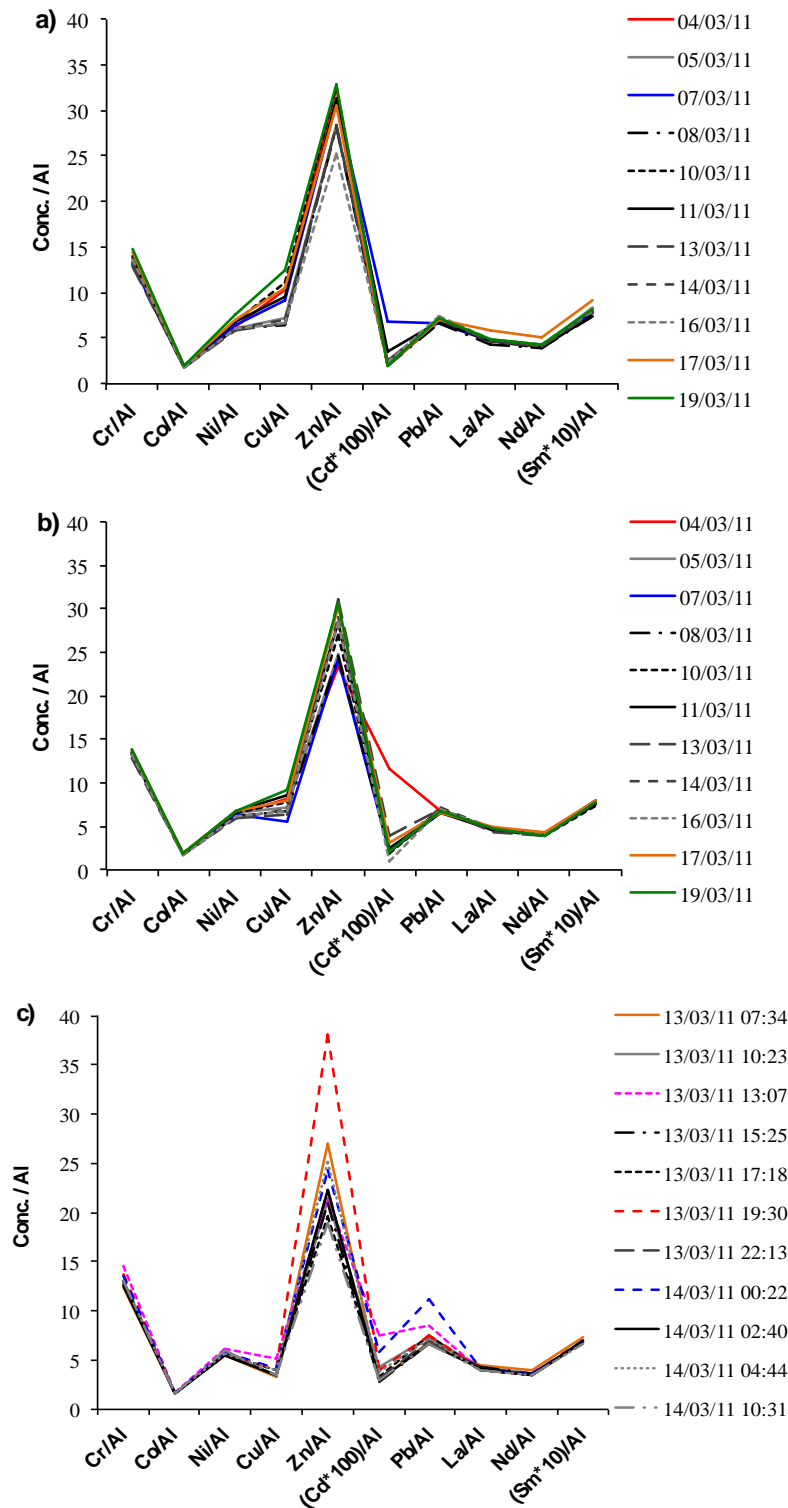 a)
Conc. / Al
40
35
30
25
20
15
10
5
0
Cr/Al
Co/Al
Ni/Al
Cu/Al
Zn/Al
(Cd*100)/Al
Pb/Al
La/Al
Nd/Al
(Sm*10)/Al
04/03/11
05/03/11
07/03/11
08/03/11
10/03/11
11/03/11
13/03/11
14/03/11
16/03/11
17/03/11
19/03/11
b)
Conc. / Al
40
35
30
25
20
15
10
5
0
Cr/Al
Co/Al
Ni/Al
Cu/Al
Zn/Al
(Cd*100)/Al
Pb/Al
La/Al
Nd/Al
(Sm*10)/Al
04/03/11
05/03/11
07/03/11
08/03/11
10/03/11
11/03/11
13/03/11
14/03/11
16/03/11
17/03/11
19/03/11
c)
Conc. / Al
40
35
30
25
20
15
10
5
0
Cr/Al
Co/Al
Ni/Al
Cu/Al
Zn/Al
(Cd*100)/Al
Pb/Al
La/Al
Nd/Al
(Sm*10)/Al
13/03/11 07:34
13/03/11 10:23
13/03/11 13:07
13/03/11 15:25
13/03/11 17:18
13/03/11 19:30
13/03/11 22:13
14/03/11 00:22
14/03/11 02:40
14/03/11 04:44
14/03/11 10:31